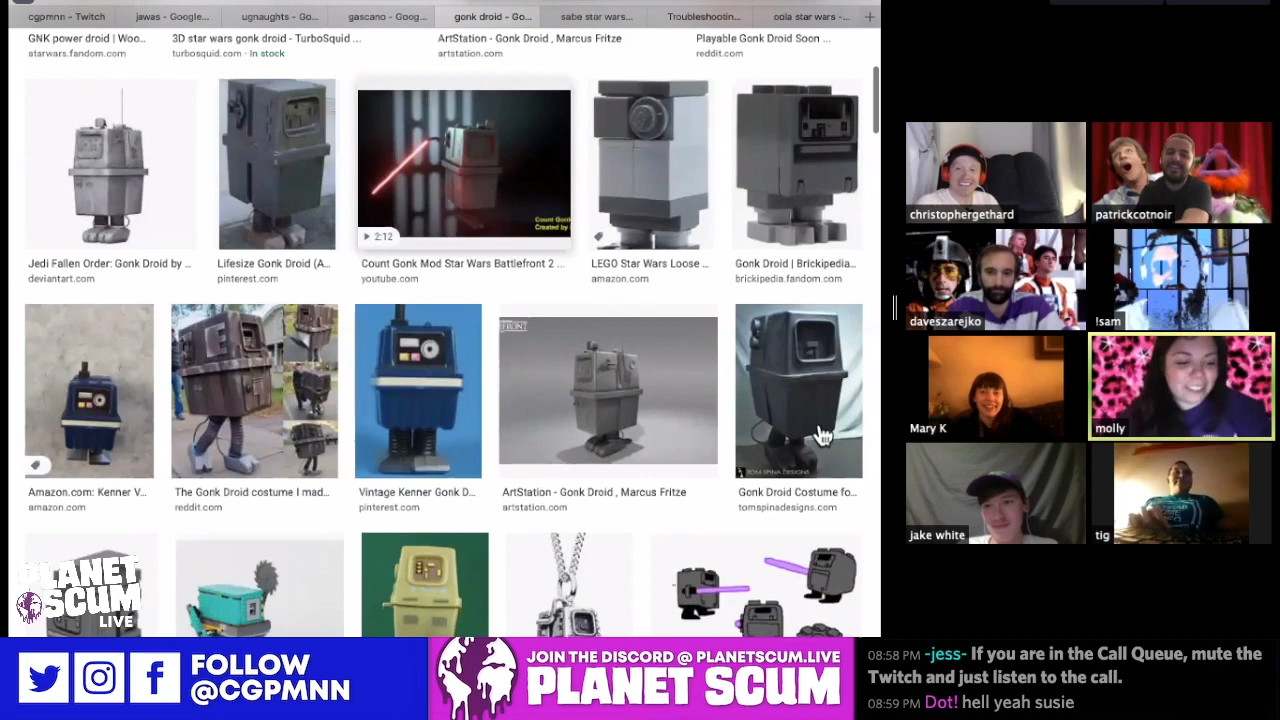 cgpmnn - Twitch
jawas - Google...
ugnaughts - Go...
gascano - Goog...
gonk droid - Go...
sabe star wars...
Troubleshootin...
oola star wars -...
GNK power droid | Woo...
starwars.fandom.com
3D star wars gonk droid - TurboSquid ...
turbosquid.com · In stock
ArtStation - Gonk Droid , Marcus Fritze
artstation.com
Playable Gonk Droid Soon ...
reddit.com
Count Gon
Created by
2:12
Jedi Fallen Order: Gonk Droid by ...
deviantart.com
Lifesize Gonk Droid (A...
pinterest.com
Count Gonk Mod Star Wars Battlefront 2 ...
youtube.com
LEGO Star Wars Loose ...
amazon.com
Gonk Droid | Brickipedia...
brickipedia.fandom.com
FRONT
TOM SPINA DESIGNS
Amazon.com: Kenner V...
amazon.com
The Gonk Droid costume I mad...
reddit.com
Vintage Kenner Gonk D...
pinterest.com
ArtStation - Gonk Droid , Marcus Fritze
artstation.com
Gonk Droid Costume fo...
tomspinadesigns.com
PLANET
SCUM
LIVE
christophergethard
patrickcotnoir
daveszarejko
!sam
Mary K
molly
jake white
tig
FOLLOW
@CGPMNN
JOIN THE DISCORD @ PLANETSCUM.LIVE
PLANET SCUM
08:58 PM -jess- If you are in the Call Queue, mute the
Twitch and just listen to the call.
08:59 PM Dot! hell yeah susie